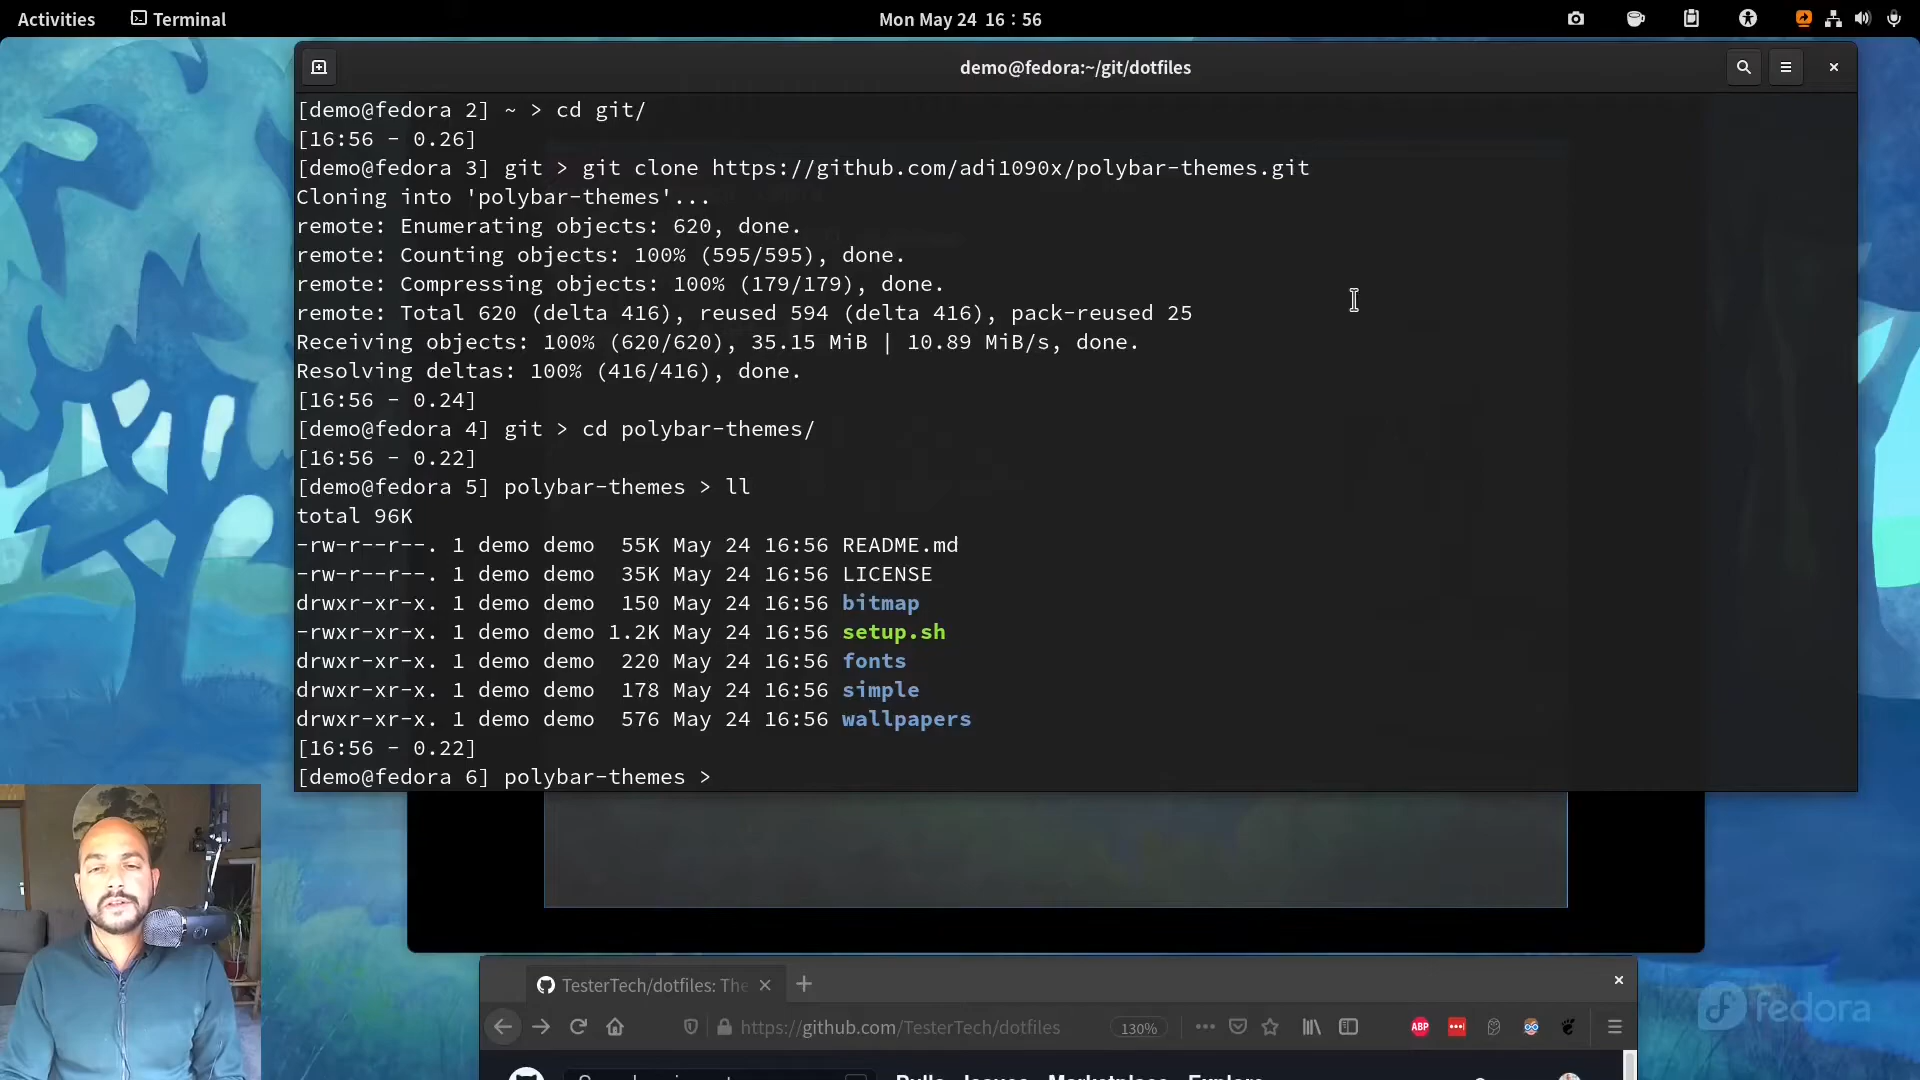 Activities Terminal Mon May 24 16:56
demo@fedora:~/git/dotfiles
[demo@fedora 2] ~ > cd git/
[16:56 - 0.26]
[demo@fedora 3] git > git clone https://github.com/adi1090x/polybar-themes.git
Cloning into 'polybar-themes'...
remote: Enumerating objects: 620, done.
remote: Counting objects: 100% (595/595), done.
remote: Compressing objects: 100% (179/179), done.
remote: Total 620 (delta 416), reused 594 (delta 416), pack-reused 25
Receiving objects: 100% (620/620), 35.15 MiB | 10.89 MiB/s, done.
Resolving deltas: 100% (416/416), done.
[16:56 - 0.24]
[demo@fedora 4] git > cd polybar-themes/
[16:56 - 0.22]
[demo@fedora 5] polybar-themes > ll
total 96K
-rw-r--r--. 1 demo demo  55K May 24 16:56 README.md
-rw-r--r--. 1 demo demo  35K May 24 16:56 LICENSE
drwxr-xr-x. 1 demo demo  150 May 24 16:56 bitmap
-rwxr-xr-x. 1 demo demo 1.2K May 24 16:56 setup.sh
drwxr-xr-x. 1 demo demo  220 May 24 16:56 fonts
drwxr-xr-x. 1 demo demo  178 May 24 16:56 simple
drwxr-xr-x. 1 demo demo  576 May 24 16:56 wallpapers
[16:56 - 0.22]
[demo@fedora 6] polybar-themes >
TesterTech/dotfiles: The
fedora
https://github.com/TesterTech/dotfiles 130% ABP
Pulls Issues Marketplace Explore